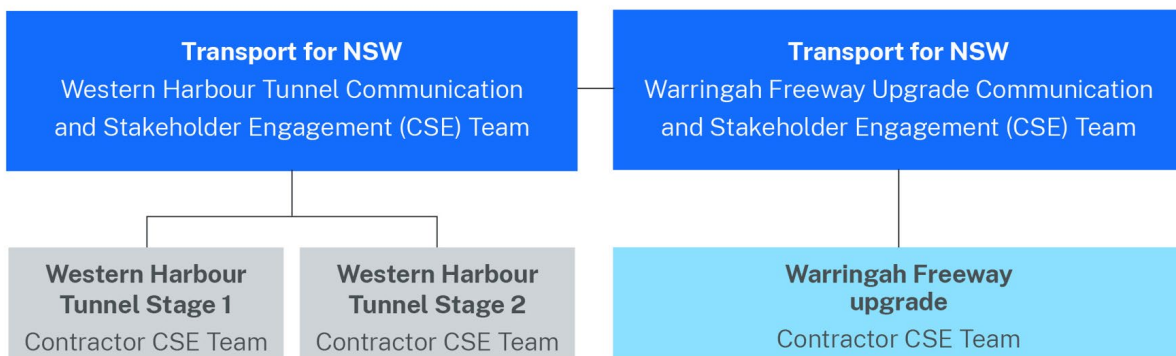 Transport for NSW
Western Harbour Tunnel Communication
and Stakeholder Engagement (CSE) Team
Transport for NSW
Warringah Freeway Upgrade Communication
and Stakeholder Engagement (CSE) Team
Western Harbour
Tunnel Stage 1
Contractor CSE Team
Western Harbour
Tunnel Stage 2
Contractor CSE Team
Warringah Freeway
upgrade
Contractor CSE Team